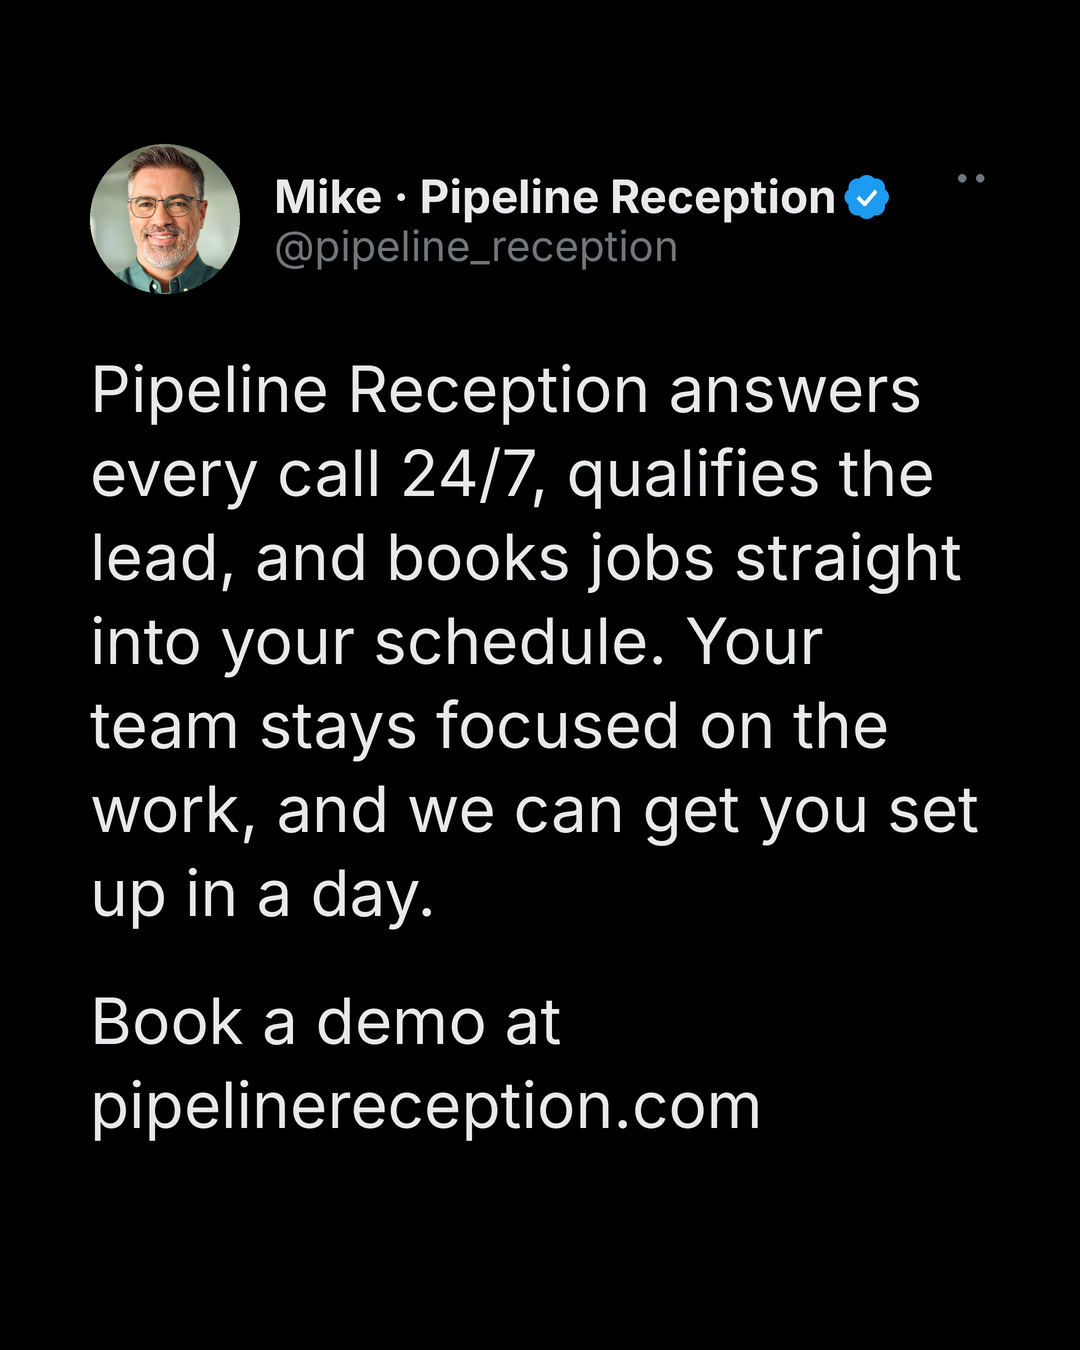 Mike · Pipeline Reception
@pipeline_reception
Pipeline Reception answers
every call 24/7, qualifies the
lead, and books jobs straight
into your schedule. Your
team stays focused on the
work, and we can get you set
up in a day.
Book a demo at
pipelinereception.com